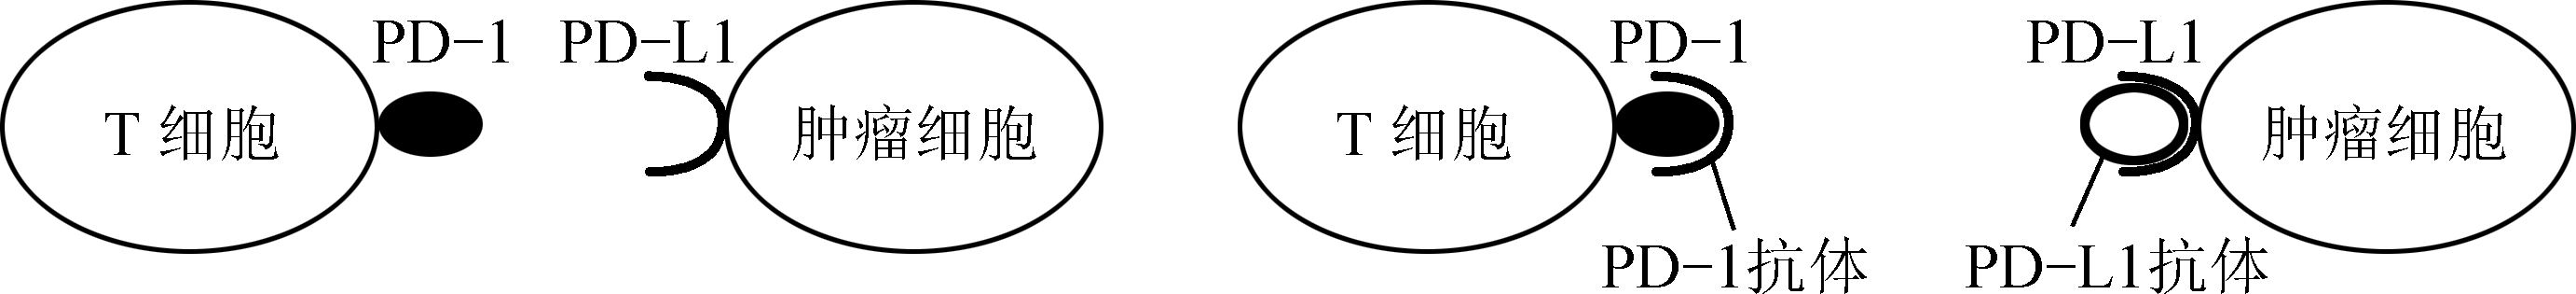 PD-1 PD-L1 PD-1 PD-L1
T 细胞 肿瘤细胞 T 细胞 肿瘤细胞
PD-1抗体 PD-L1抗体